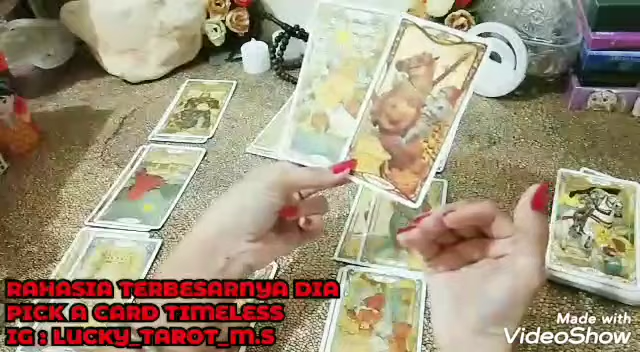 RAHASIA TERBESARNYA DIA
PICK A CARD TIMELESS
IG : LUCKY_TAROT_M.S
Made with
VideoShow